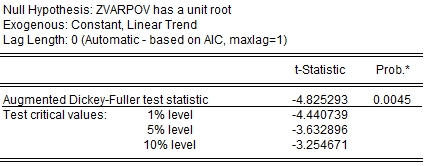 Null Hypothesis: ZVARPOV has a unit root
Exogenous: Constant, Linear Trend
Lag Length: 0 (Automatic - based on AIC, maxlag=1)
t-Statistic Prob.*
Augmented Dickey-Fuller test statistic -4.825293 0.0045
Test critical values: 1% level -4.440739
5% level -3.632896
10% level -3.254671